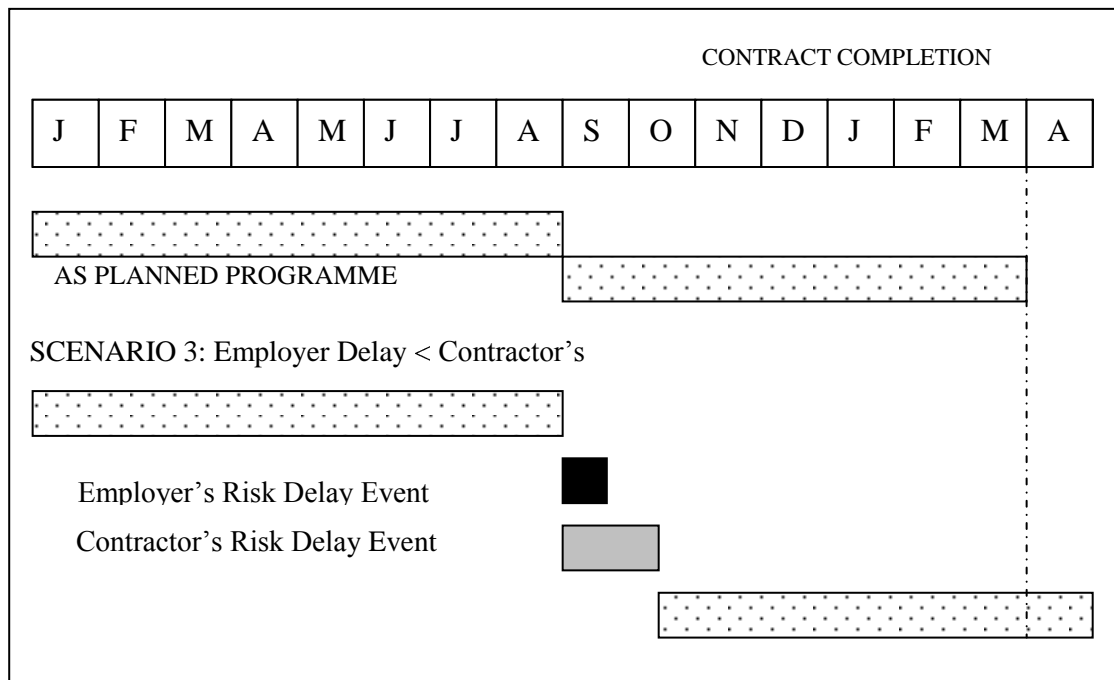 CONTRACT COMPLETION
J F M A M J J A S O N D J F M A
AS PLANNED PROGRAMME
SCENARIO 3: Employer Delay < Contractor’s
Employer’s Risk Delay Event
Contractor’s Risk Delay Event